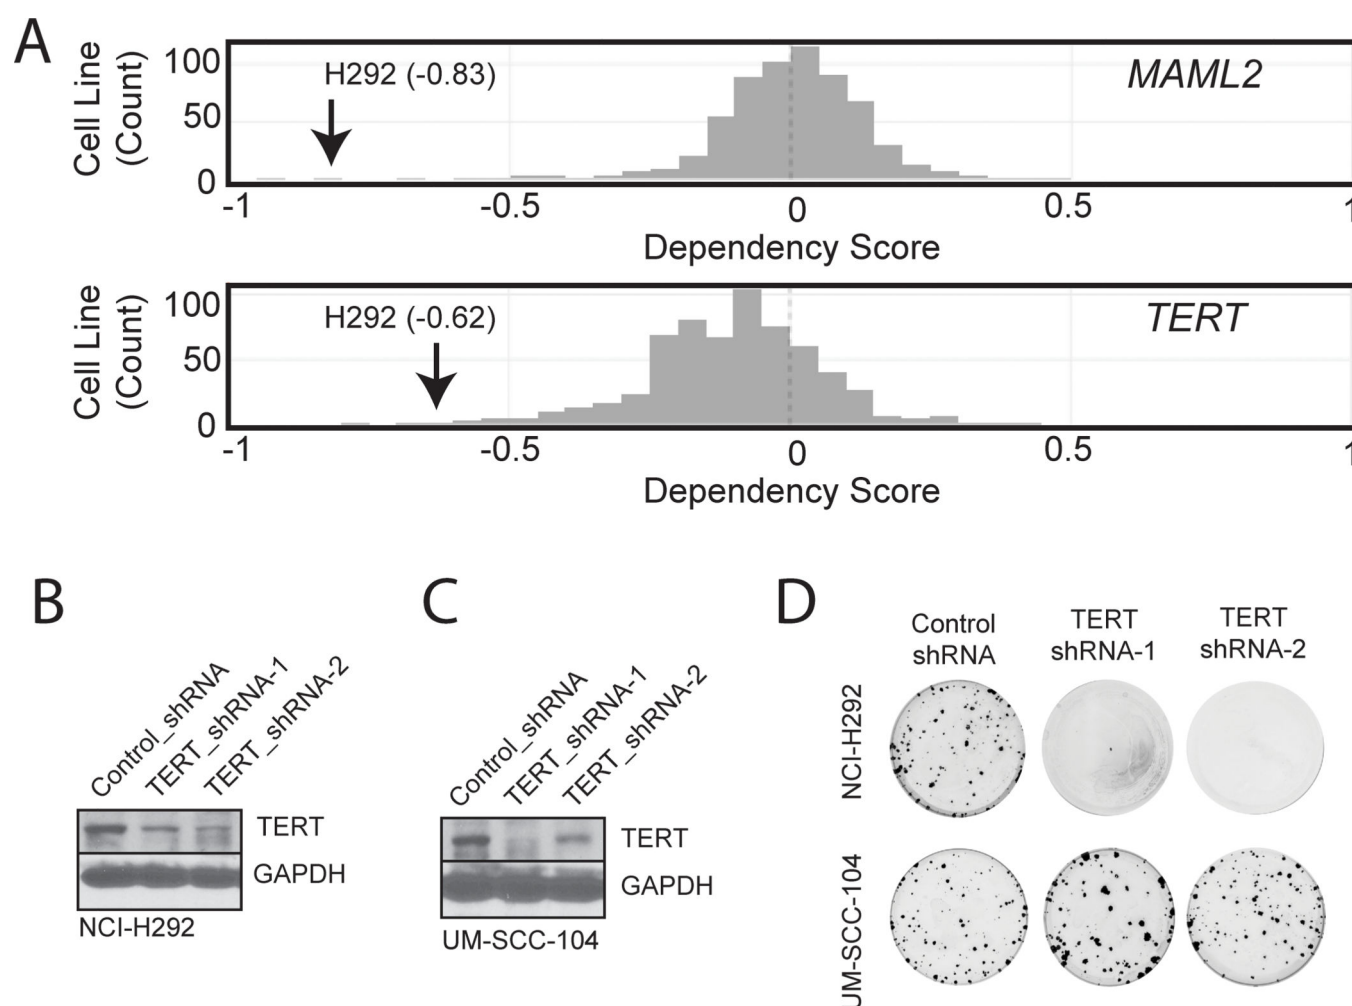 A
Cell Line
(Count)
100
50
0
H292 (-0.83)
MAML2
-1
-0.5
0
0.5
1
Dependency Score
Cell Line
(Count)
100
50
0
H292 (-0.62)
TERT
-1
-0.5
0
0.5
1
Dependency Score
B
Control_shRNA
TERT_shRNA-1
TERT_shRNA-2
TERT
GAPDH
NCI-H292
C
Control_shRNA
TERT_shRNA-1
TERT_shRNA-2
TERT
GAPDH
UM-SCC-104
D
Control
shRNA
TERT
shRNA-1
TERT
shRNA-2
NCI-H292
UM-SCC-104